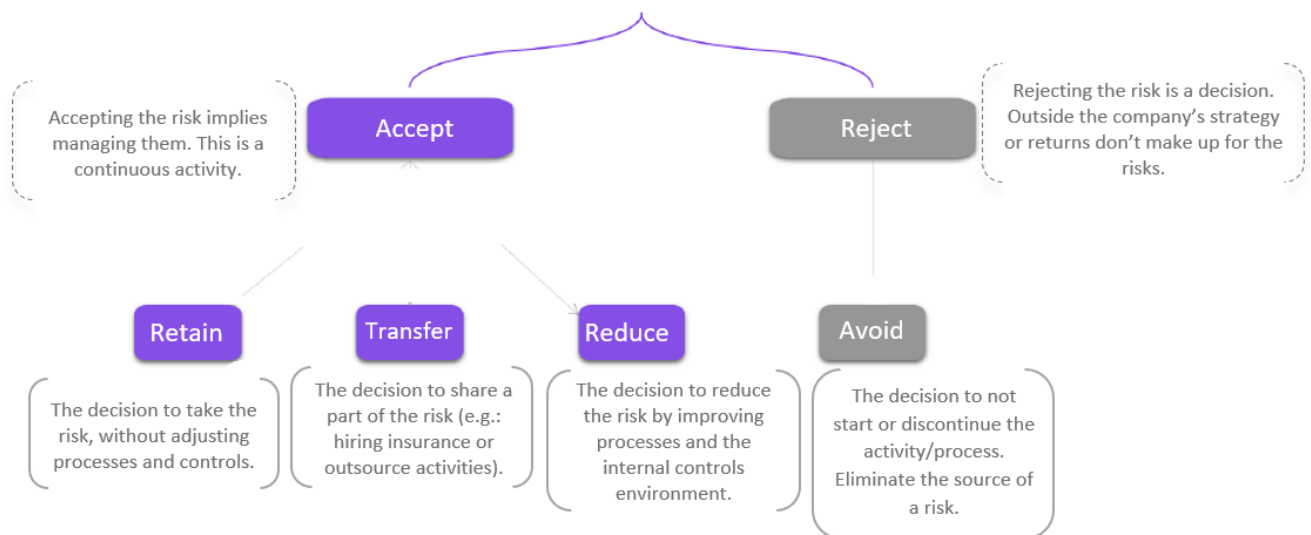 Accept
Accepting the risk implies
managing them. This is a
continuous activity.
Reject
Rejecting the risk is a decision.
Outside the company’s strategy
or returns don’t make up for the
risks.
Retain
The decision to take the
risk, without adjusting
processes and controls.
Transfer
The decision to share a
part of the risk (e.g.:
hiring insurance or
outsource activities).
Reduce
The decision to reduce
the risk by improving
processes and the
internal controls
environment.
Avoid
The decision to not
start or discontinue the
activity/process.
Eliminate the source of
a risk.